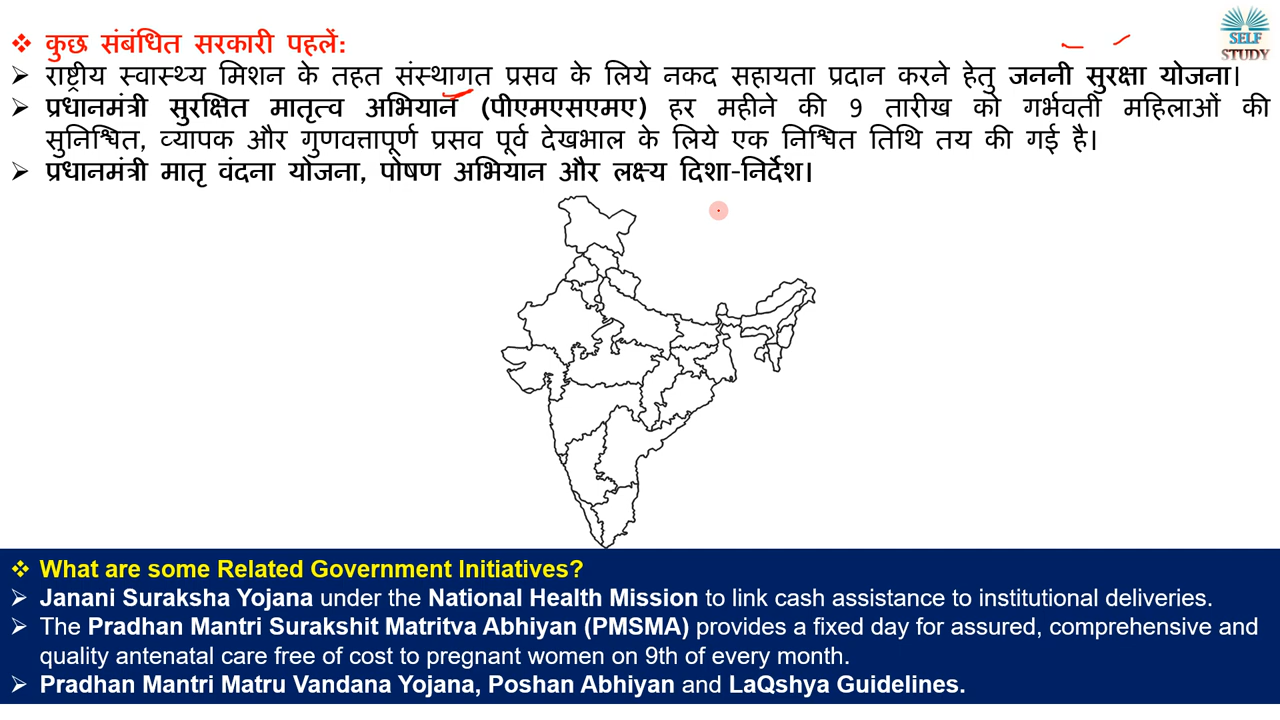 ❖ कुछ संबंधित सरकारी पहलें:
SELF
STUDY
➢ राष्ट्रीय स्वास्थ्य मिशन के तहत संस्थागत प्रसव के लिये नकद सहायता प्रदान करने हेतु जननी सुरक्षा योजना।
➢ प्रधानमंत्री सुरक्षित मातृत्व अभियान (पीएमएसएमए) हर महीने की 9 तारीख को गर्भवती महिलाओं की
सुनिश्चित, व्यापक और गुणवत्तापूर्ण प्रसव पूर्व देखभाल के लिये एक निश्चित तिथि तय की गई है।
➢ प्रधानमंत्री मातृ वंदना योजना, पोषण अभियान और लक्ष्य दिशा-निर्देश।
❖ What are some Related Government Initiatives?
➢ Janani Suraksha Yojana under the National Health Mission to link cash assistance to institutional deliveries.
➢ The Pradhan Mantri Surakshit Matritva Abhiyan (PMSMA) provides a fixed day for assured, comprehensive and
quality antenatal care free of cost to pregnant women on 9th of every month.
➢ Pradhan Mantri Matru Vandana Yojana, Poshan Abhiyan and LaQshya Guidelines.